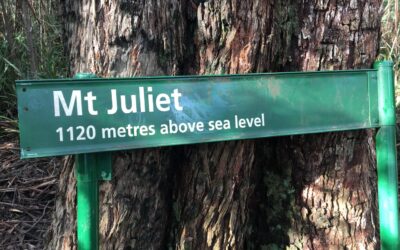 Mt Juliet
1120 metres above sea level